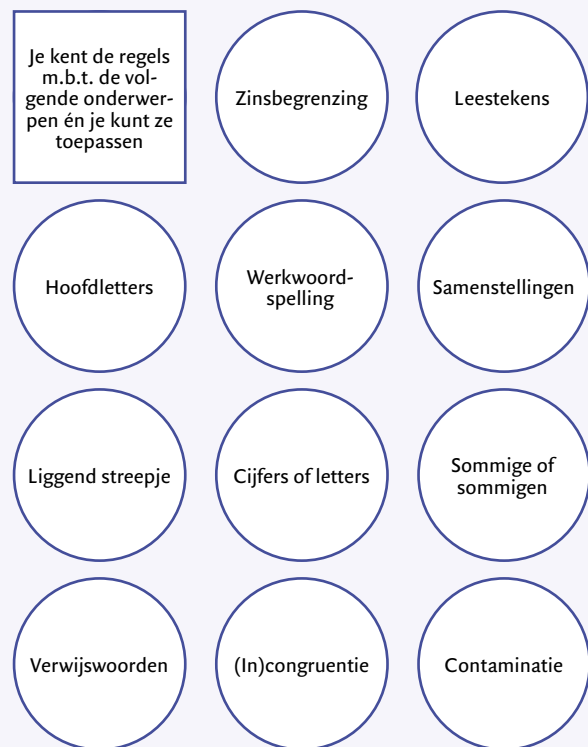 Je kent de regels
m.b.t. de vol-
gende onderwer-
pen én je kunt ze
toepassen
Zinsbegrenzing
Leestekens
Hoofdletters
Werkwoord-
spelling
Samenstellingen
Liggend streepje
Cijfers of letters
Sommige of
sommigen
Verwijswoorden
(In)congruentie
Contaminatie